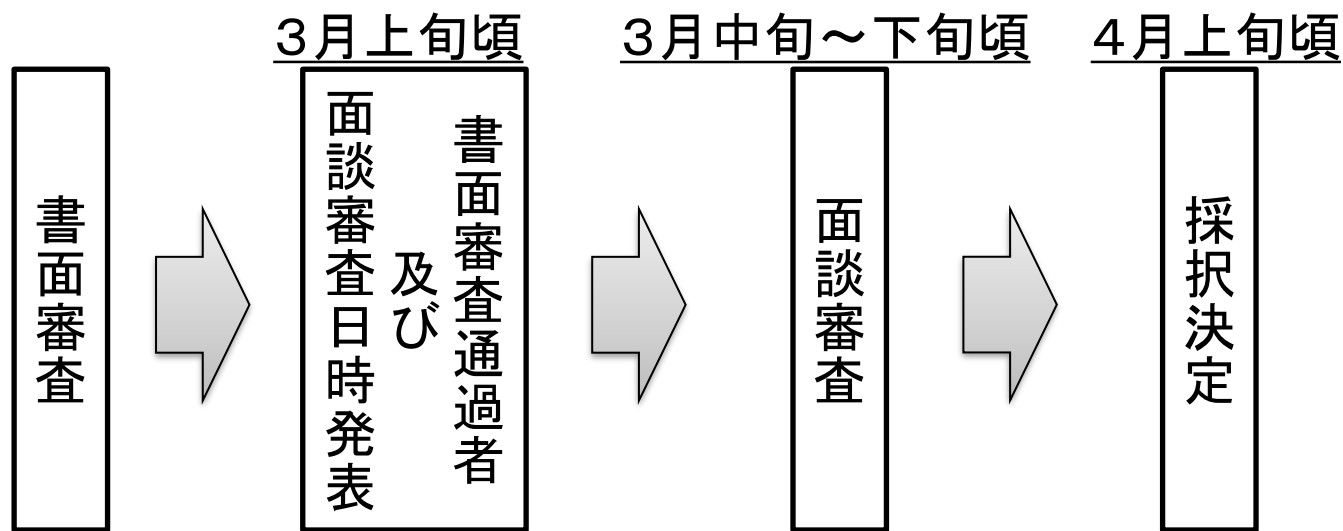 書面審査
３月上旬頃
書面審査通過者
及び
面談審査日時発表
３月中旬～下旬頃
面談審査
４月上旬頃
採択決定